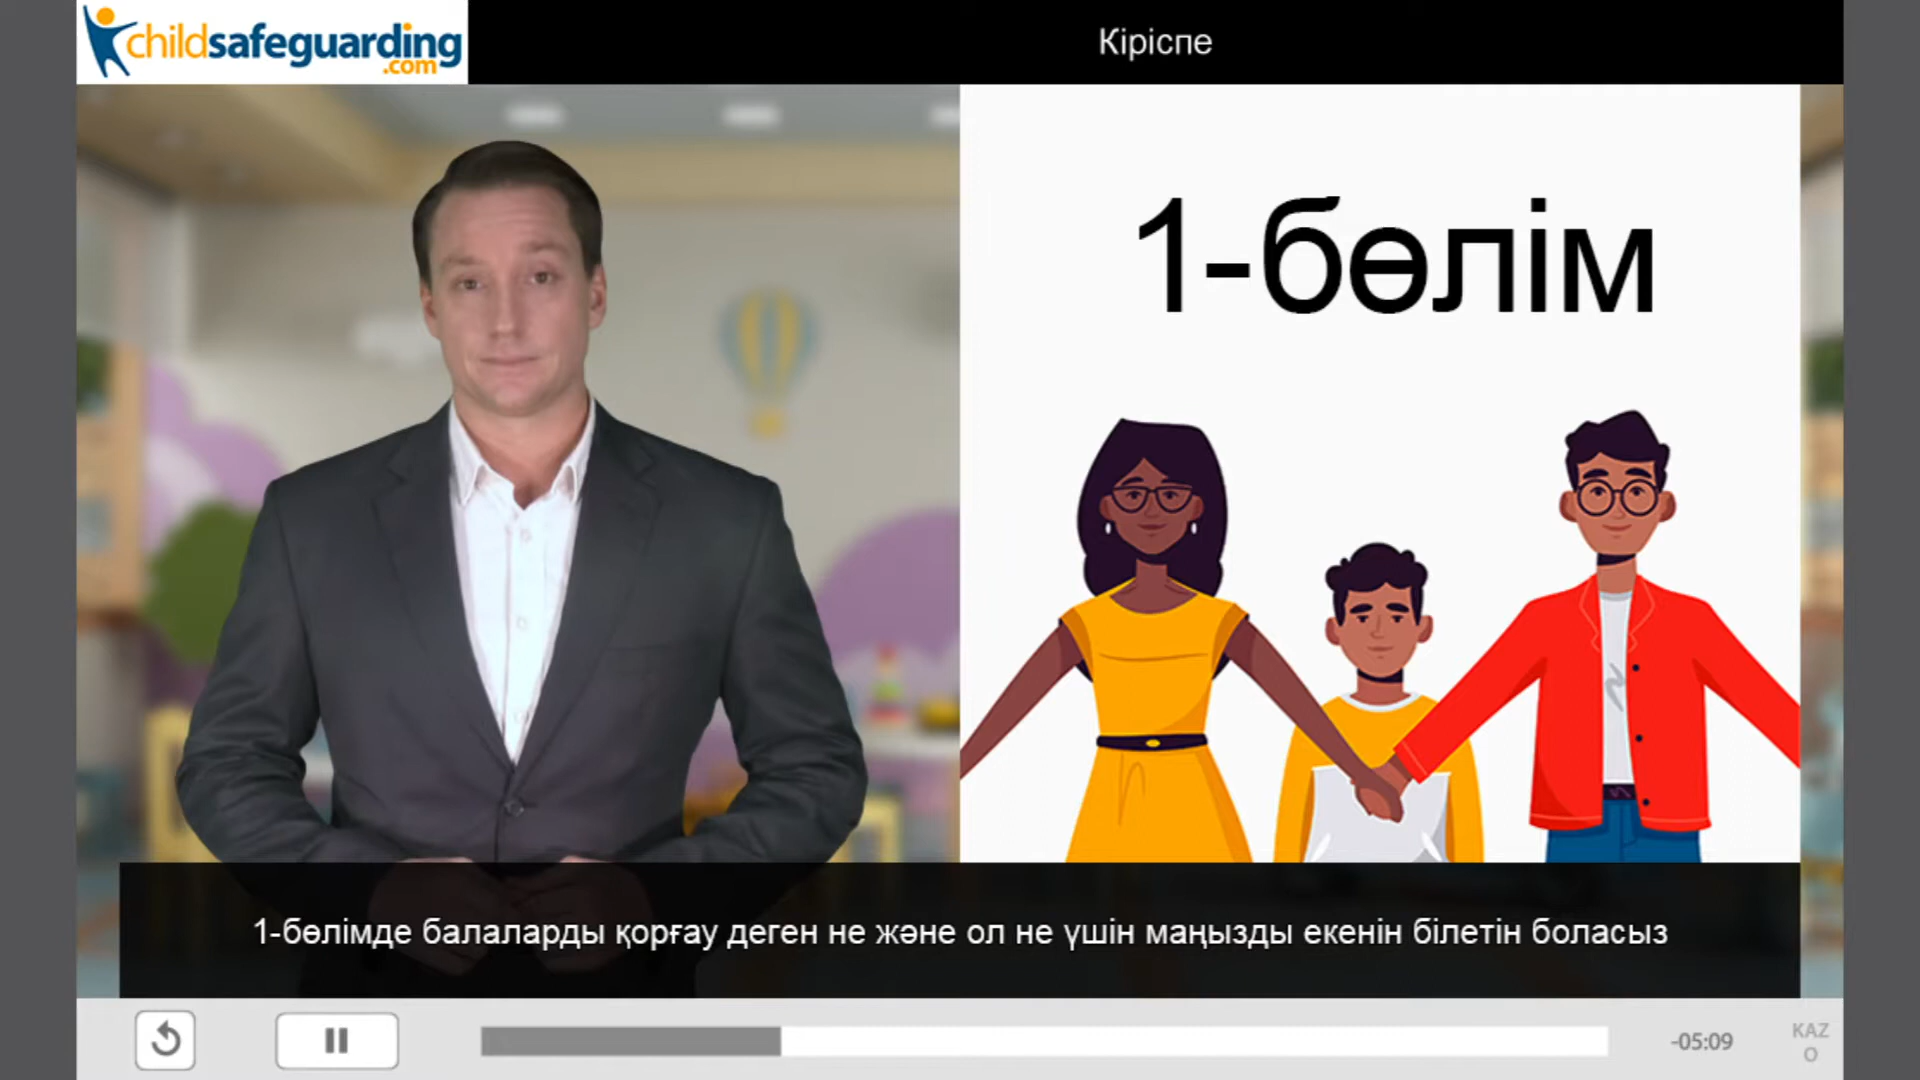 childsafeguarding
.com
Кіріспе
1-бөлім
1-бөлімде балаларды қорғау деген не және ол не үшін маңызды екенін білетін боласыз
-05:09
KAZ
O